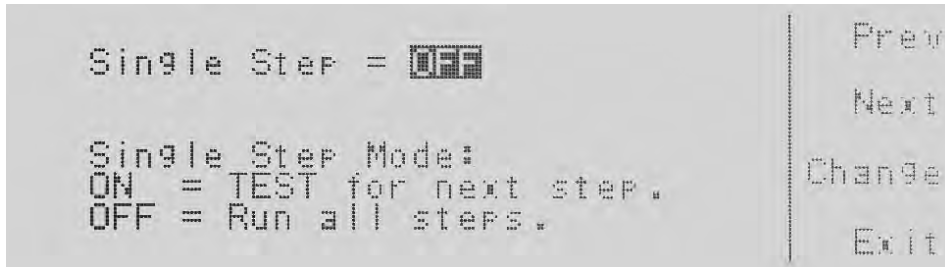 Single Step = OFF
Single Step Mode:
ON = TEST for next step.
OFF = Run all steps.
Prev
Next
Change
Exit